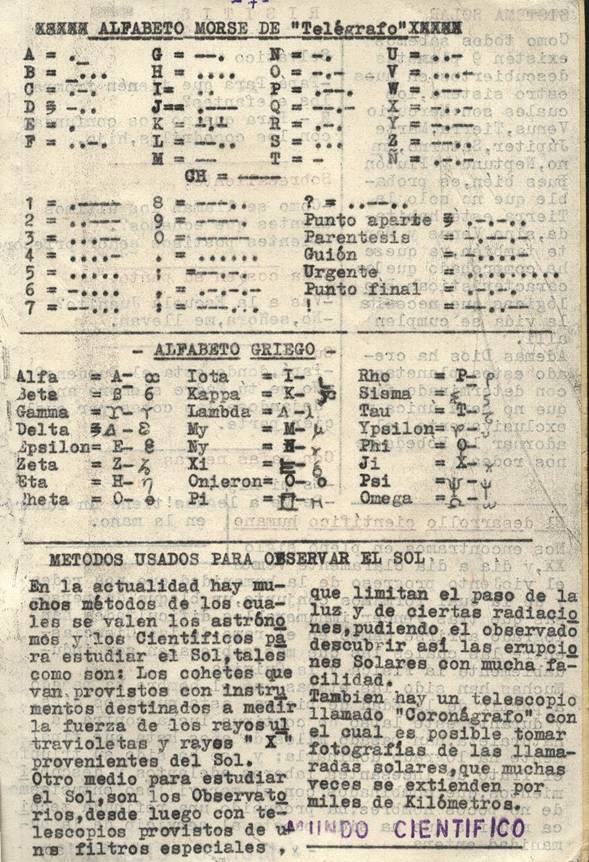 - 7 -
XXXXX ALFABETO MORSE DE "Telégrafo"XXXXX
A = ._ G = --. N = -. U = ..-
B = -... H = .... O = --- V = ...-
C = -.-. I= .. P = .--. W = .--
D = -.. J== .--- Q = --.- X = -..-
E = . K = -.- R = .-. Y = -.--
F = ..-. L = .-.. S = ... Z = --..
M = -- T = - Ñ = --.--
CH = ----
1 = .---- 8 = ---.. ? = ..--..
2 = ..--- 9 = ----. Punto aparte
3 = ...-- 0 = ----- Parentesis = -.--.-
4 = ....- . = ...... Guión = -....-
5 = ..... ; = Urgente =
6 = -.... , = .-.-.- Punto final =
7 = --... : = ---...
- ALFABETO GRIEGO -
Alfa = A- α Iota = I- Rho = P- ρ
Beta = ß 6 Kappa = K- Sigma =
Gamma = Lambda = Λ- λ Tau = T-
Delta Δ- My = M- μ Ypsilon=
Epsilon= E- Ny = Phi = O-
Zeta = Z- ζ Xi = Ji = X-
Eta = H- η Onieron= O- o Psi = Ψ- ψ
Theta = O- Pi = Omega =
METODOS USADOS PARA OBSERVAR EL SOL
En la actualidad hay mu-
chos métodos de los cua-
les se valen los astróno
mos y los Cientificos pa
ra estudiar el Sol,tales
como son: Los cohetes que
van provistos con instru
mentos destinados a medir
la fuerza de los rayos ul
travioletas y rayos " X "
provenientes del Sol.
Otro medio para estudiar
el Sol,son los Observato
rios,desde luego con te-
lescopios provistos de u-
nos filtros especiales ,
que limitan el paso de la
luz y de ciertas radiacio
nes,pudiendo el observado
descubrir asi las erupcio
nes Solares con mucha fa-
cilidad.
Tambien hay un telescopio
llamado "Coronágrafo" con
el cual es posible tomar
fotografías de las llama-
radas solares,que muchas
veces se extienden por
miles de Kilómetros.
MUNDO CIENTIFICO